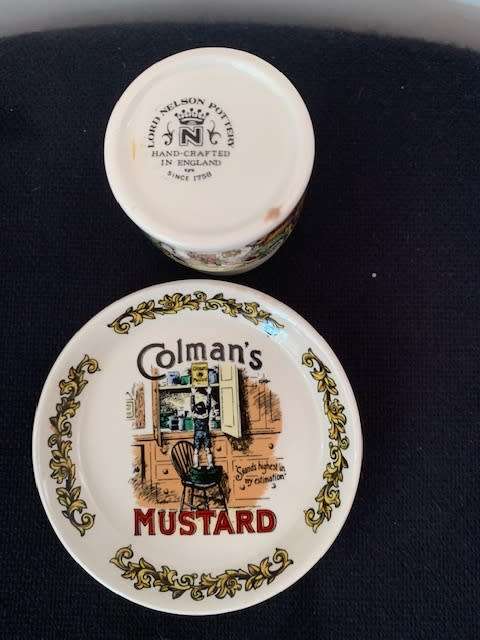 LORD NELSON POTTERY
N
HAND-CRAFTED
IN ENGLAND
SINCE 1758
Colman's
"Stands highest in
my estimation"
MUSTARD